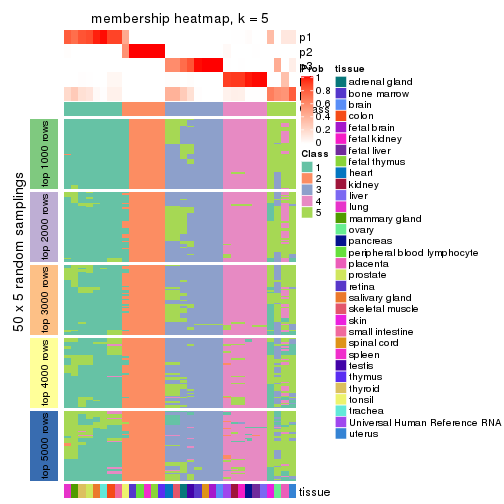 membership heatmap, k = 5
p1
p2
p3
Prob
1
0.8
0.6
0.4
0.2
0
Class
1
2
3
4
5
tissue
adrenal gland
bone marrow
brain
colon
fetal brain
fetal kidney
fetal liver
fetal thymus
heart
kidney
liver
lung
mammary gland
ovary
pancreas
peripheral blood lymphocyte
placenta
prostate
retina
salivary gland
skeletal muscle
skin
small intestine
spinal cord
spleen
testis
thymus
thyroid
tonsil
trachea
Universal Human Reference RNA
uterus
50 x 5 random samplings
top 1000 rows
top 2000 rows
top 3000 rows
top 4000 rows
top 5000 rows
tissue